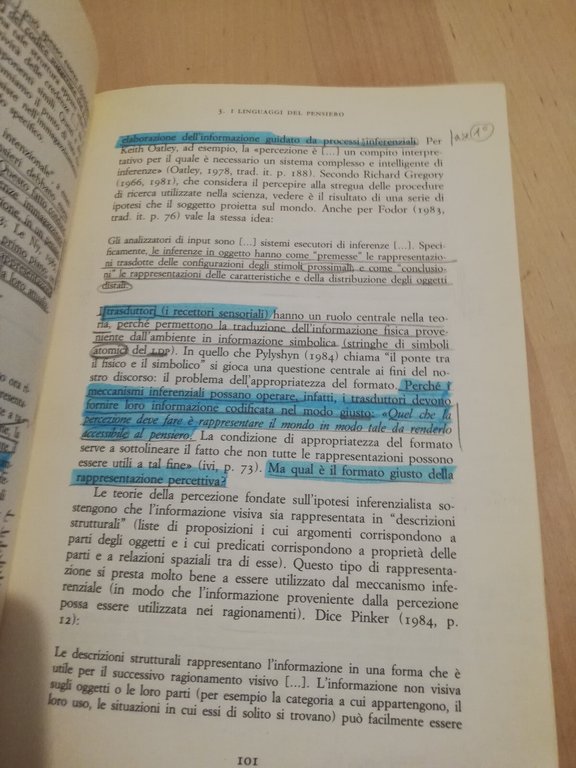 3. I LINGUAGGI DEL PENSIERO
elaborazione dell'informazione guidato da processi inferenziali. Per
Keith Oatley, ad esempio, la «percezione è [...] un compito interpre-
tativo per il quale è necessario un sistema complesso e intelligente di
inferenze» (Oatley, 1978, trad. it. p. 188). Secondo Richard Gregory
(1966, 1981), che considera il percepire alla stregua delle procedure
di ricerca utilizzate nella scienza, vedere è il risultato di una serie di
ipotesi che il soggetto proietta sul mondo. Anche per Fodor (1983,
trad. it. p. 76) vale la stessa idea:
Gli analizzatori di input sono [...] sistemi esecutori di inferenze [...]. Speci-
ficamente, le inferenze in oggetto hanno come "premesse" le rappresentazio-
ni trasdotte delle configurazioni degli stimoli prossimali, e come "conclusio-
ni" le rappresentazioni delle caratteristiche e della distribuzione degli oggetti
distali.
I trasduttori (i recettori sensoriali) hanno un ruolo centrale nella teo-
ria, perché permettono la traduzione dell'informazione fisica prove-
niente dall'ambiente in informazione simbolica (stringhe di simboli
atomici del LDP). In quello che Pylyshyn (1984) chiama "il ponte tra
il fisico e il simbolico" si gioca una questione centrale ai fini del no-
stro discorso: il problema dell'appropriatezza del formato. Perché i
meccanismi inferenziali possano operare, infatti, i trasduttori devono
fornire loro informazione codificata nel modo giusto: «Quel che la
percezione deve fare è rappresentare il mondo in modo tale da renderlo
accessibile al pensiero. La condizione di appropriatezza del formato
serve a sottolineare il fatto che non tutte le rappresentazioni possono
essere utili a tal fine» (ivi, p. 73). Ma qual è il formato giusto della
rappresentazione percettiva?
Le teorie della percezione fondate sull'ipotesi inferenzialista so-
stengono che l'informazione visiva sia rappresentata in "descrizioni
strutturali" (liste di proposizioni i cui argomenti corrispondono a
parti degli oggetti e i cui predicati corrispondono a proprietà delle
parti e a relazioni spaziali tra di esse). Questo tipo di rappresenta-
zione si presta molto bene a essere utilizzato dal meccanismo infe-
renziale (in modo che l'informazione proveniente dalla percezione
possa essere utilizzata nei ragionamenti). Dice Pinker (1984, p.
12):
Le descrizioni strutturali rappresentano l'informazione in una forma che è
utile per il successivo ragionamento visivo [...]. L'informazione non visiva
sugli oggetti o le loro parti (per esempio la categoria a cui appartengono, il
loro uso, le situazioni in cui essi di solito si trovano) può facilmente essere
101